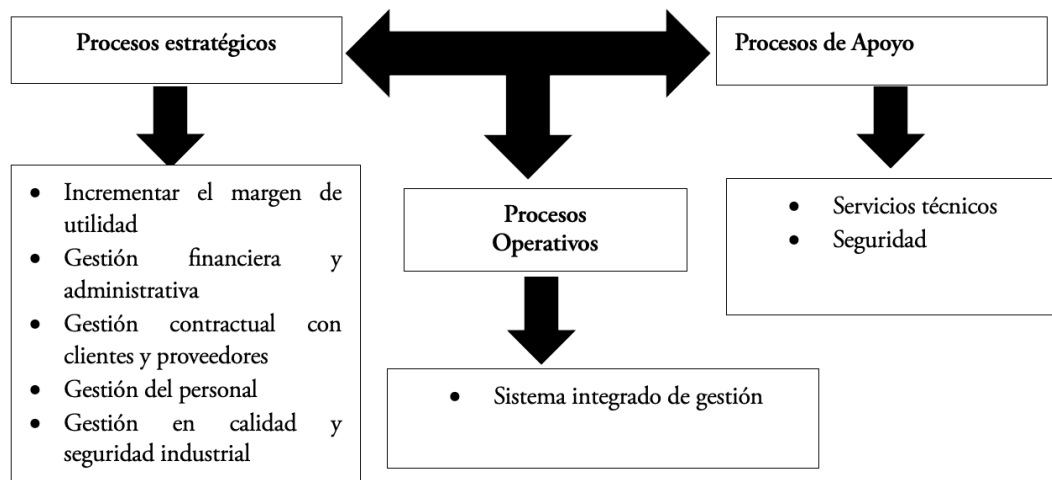 Procesos estratégicos
Procesos de Apoyo
• Incrementar el margen de
utilidad
• Gestión financiera y
administrativa
• Gestión contractual con
clientes y proveedores
• Gestión del personal
• Gestión en calidad y
seguridad industrial
Procesos
Operativos
• Sistema integrado de gestión
• Servicios técnicos
• Seguridad